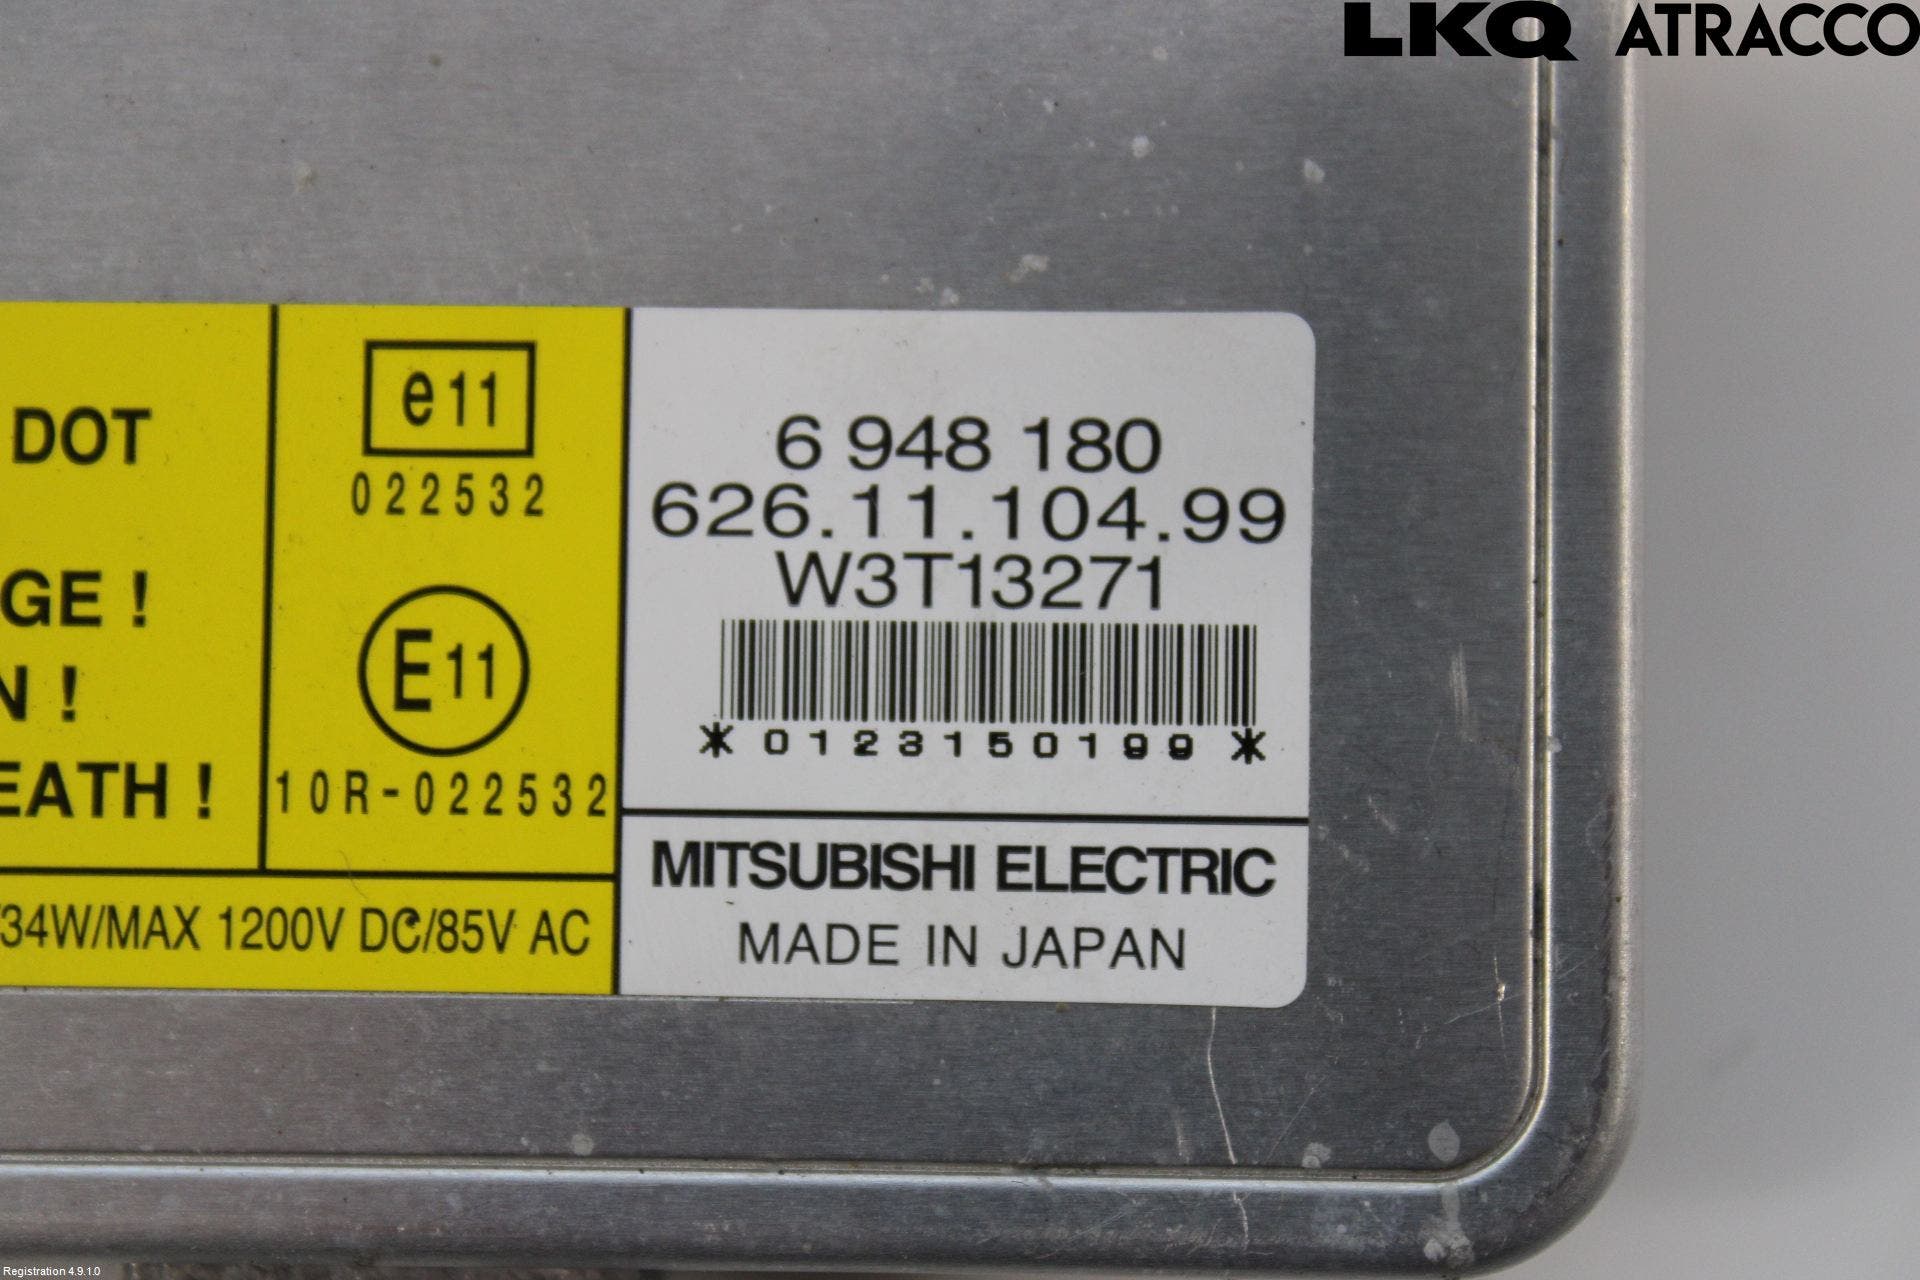 LKQ ATRACCO
DOT
GE !
N !
EATH !
e11
022532
E11
10R-022532
34W/MAX 1200V DC/85V AC
6 948 180
626.11.104.99
W3T13271
* 0123150199 *
MITSUBISHI ELECTRIC
MADE IN JAPAN
Registration 4.9.1.0